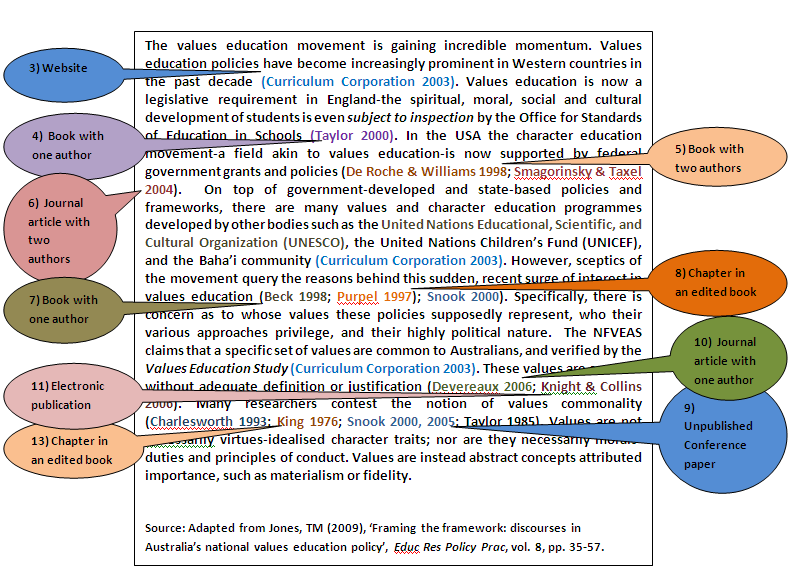 The values education movement is gaining incredible momentum. Values
education policies have become increasingly prominent in Western countries in
the past decade (Curriculum Corporation 2003). Values education is now a
legislative requirement in England-the spiritual, moral, social and cultural
development of students is even subject to inspection by the Office for Standards
of Education in Schools (Taylor 2000). In the USA the character education
movement-a field akin to values education-is now supported by federal
government grants and policies (De Roche & Williams 1998; Smagorinsky & Taxel
2004). On top of government-developed and state-based policies and
frameworks, there are many values and character education programmes
developed by other bodies such as the United Nations Educational, Scientific, and
Cultural Organization (UNESCO), the United Nations Children's Fund (UNICEF),
and the Baha'i community (Curriculum Corporation 2003). However, sceptics of
the movement query the reasons behind this sudden, recent surge of interest in
values education (Beck 1998; Purpel 1997); Snook 2000). Specifically, there is
concern as to whose values these policies supposedly represent, who their
various approaches privilege, and their highly political nature. The NFVEAS
claims that a specific set of values are common to Australians, and verified by the
Values Education Study (Curriculum Corporation 2003). These values are
without adequate definition or justification (Devereaux 2006; Knight & Collins
2006). Many researchers contest the notion of values commonality
(Charlesworth 1993; King 1976; Snook 2000, 2005; Taylor 1985). Values are not
necessarily virtues-idealised character traits; nor are they necessarily
duties and principles of conduct. Values are instead abstract concepts attributed
importance, such as materialism or fidelity.
Source: Adapted from Jones, TM (2009), 'Framing the framework: discourses in
Australia's national values education policy', Educ Res Policy Prac, vol. 8, pp. 35-57.
3) Website
4) Book with
one author
5) Book with
two authors
6) Journal
article with
two
authors
7) Book with
one author
8) Chapter in
an edited book
10) Journal
article with
one author
11) Electronic
publication
9)
Unpublished
Conference
paper
13) Chapter in
an edited book